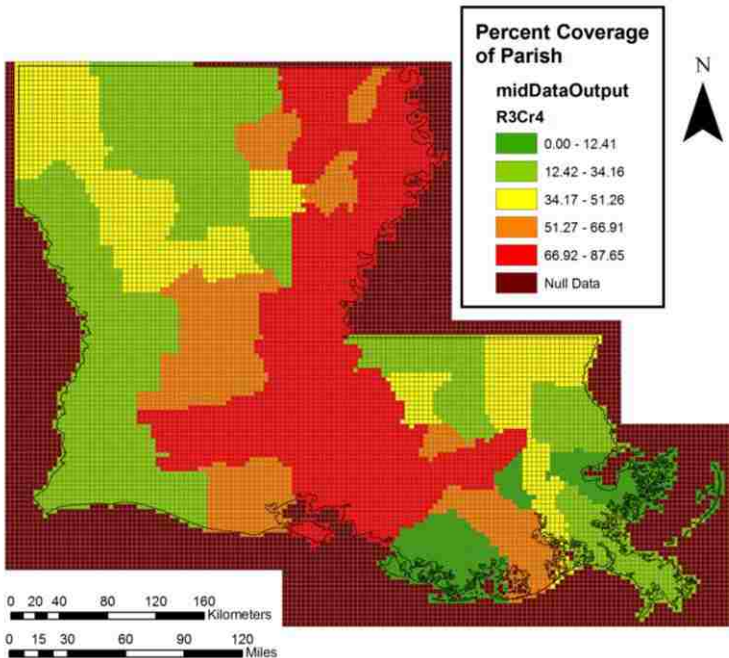 Percent Coverage
of Parish
midDataOutput
R3Cr4
0.00 - 12.41
12.42 - 34.16
34.17 - 51.26
51.27 - 66.91
66.92 - 87.65
Null Data
N
0 20 40 80 120 160
Kilometers
0 15 30 60 90 120
Miles